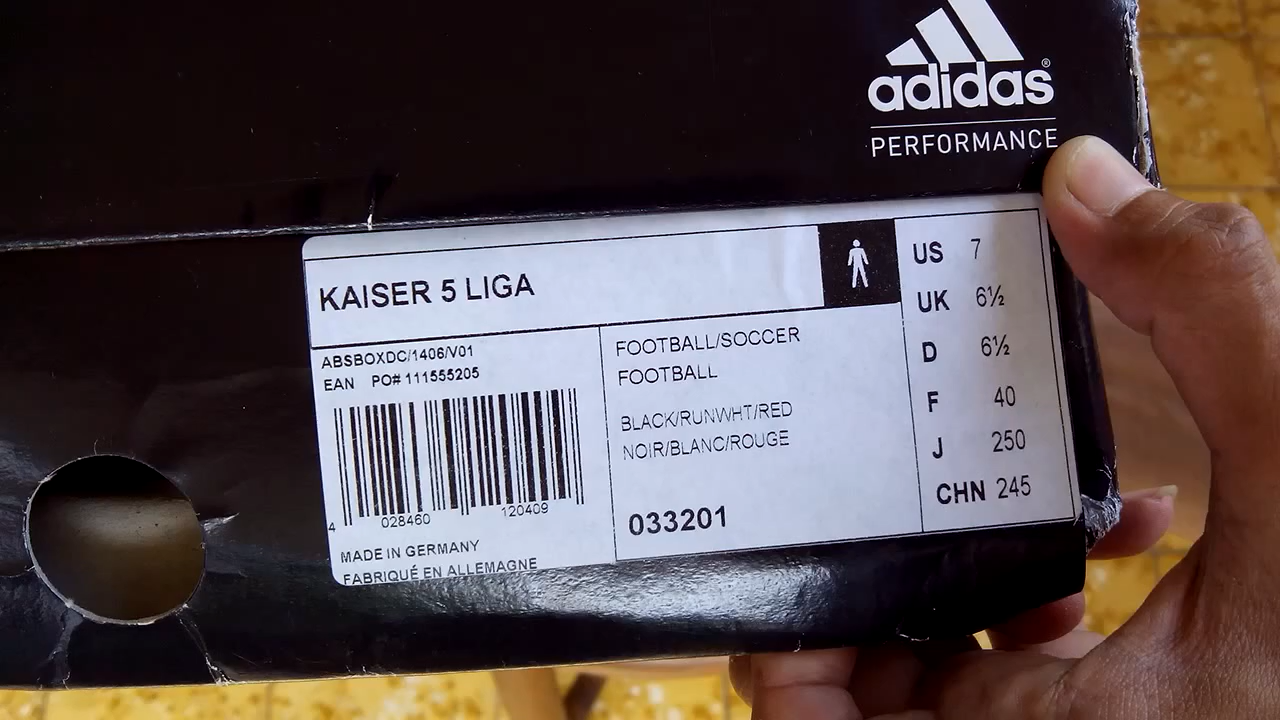 adidas®
PERFORMANCE
KAISER 5 LIGA
ABSBOXDC/1406/V01
EAN PO# 111555205
4 028460 120409
MADE IN GERMANY
FABRIQUÉ EN ALLEMAGNE
FOOTBALL/SOCCER
FOOTBALL
BLACK/RUNWHT/RED
NOIR/BLANC/ROUGE
033201
US 7
UK 6½
D 6½
F 40
J 250
CHN 245